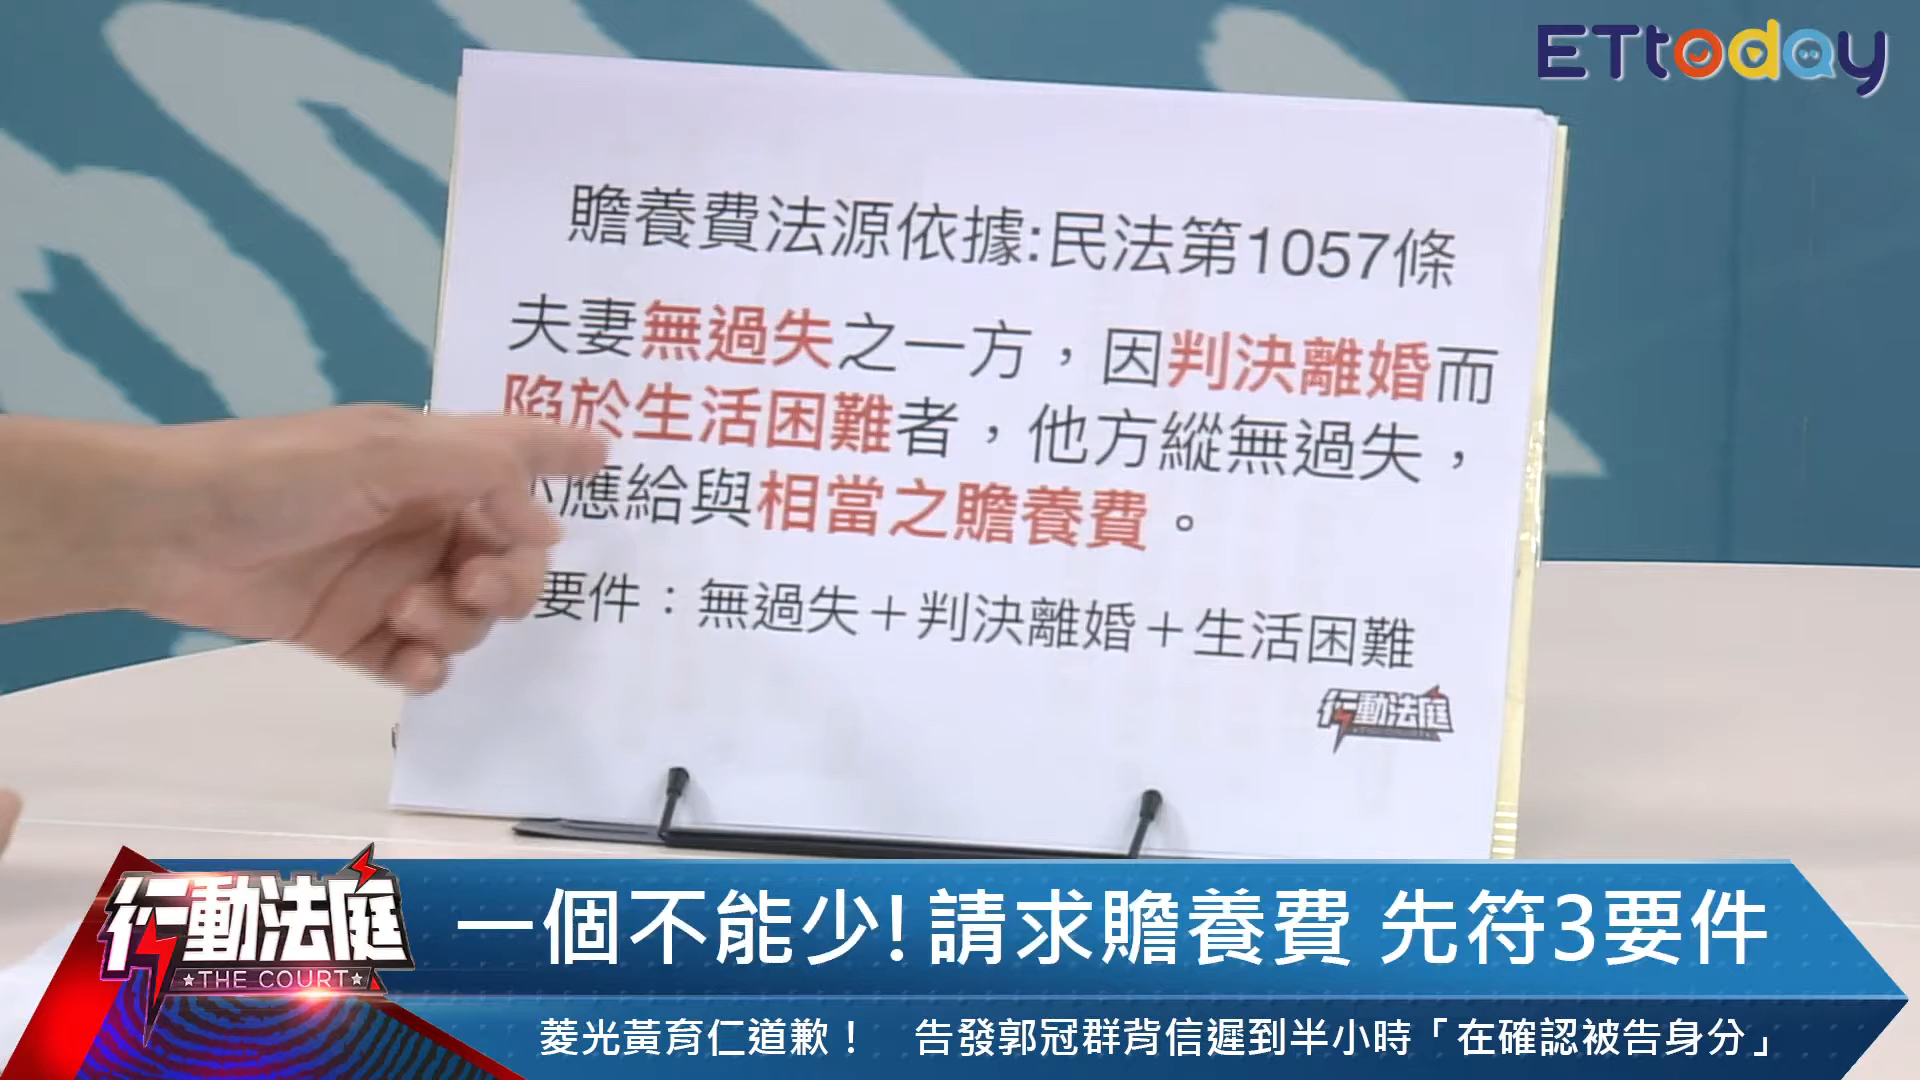 ETtoday
贍養費法源依據:民法第1057條
夫妻無過失之一方，因判決離婚而
陷於生活困難者，他方縱無過失，
應給與相當之贍養費。
要件：無過失＋判決離婚＋生活困難
行動法庭
行動法庭
THE COURT
一個不能少!請求贍養費 先符3要件
菱光黃育仁道歉！ 告發郭冠群背信遲到半小時「在確認被告身分」